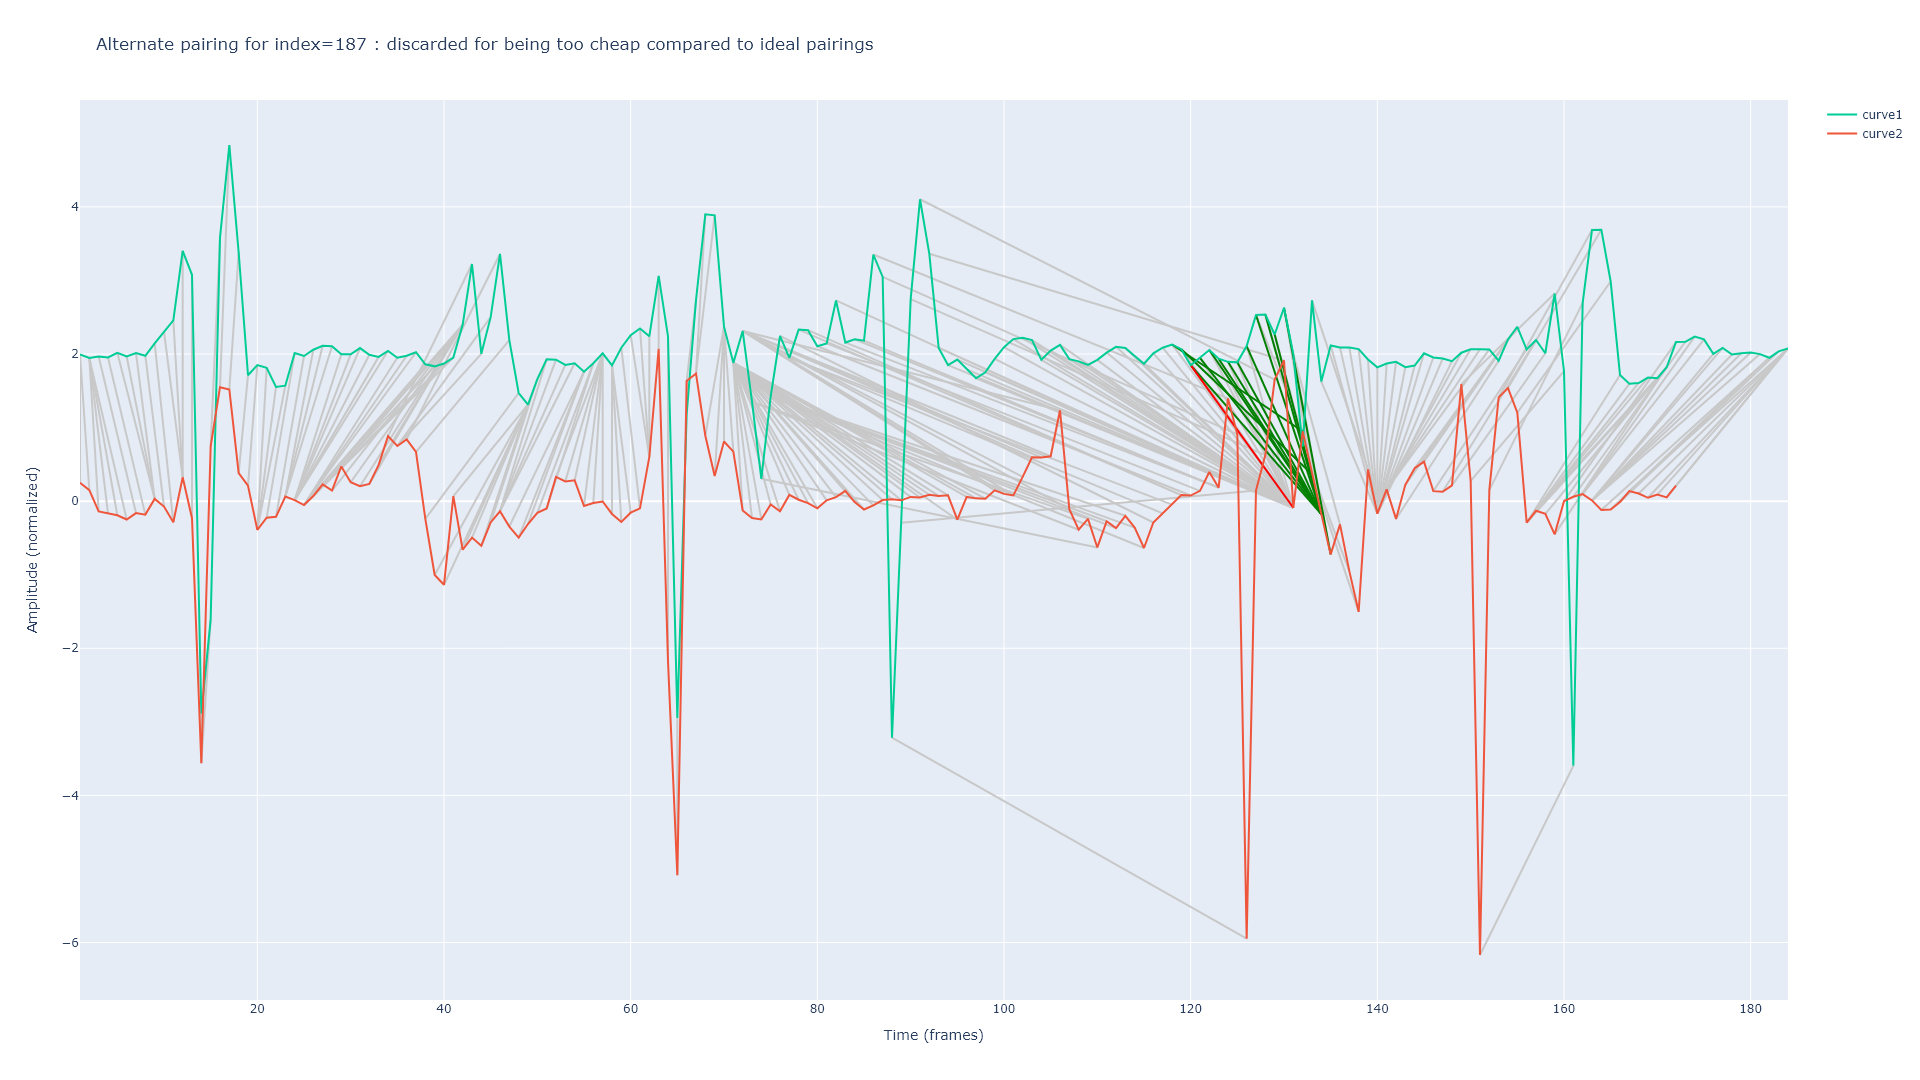 Alternate pairing for index=187 : discarded for being too cheap compared to ideal pairings
curve1
curve2
Amplitude (normalized)
4
2
0
−2
−4
−6
20 40 60 80 100 120 140 160 180
Time (frames)